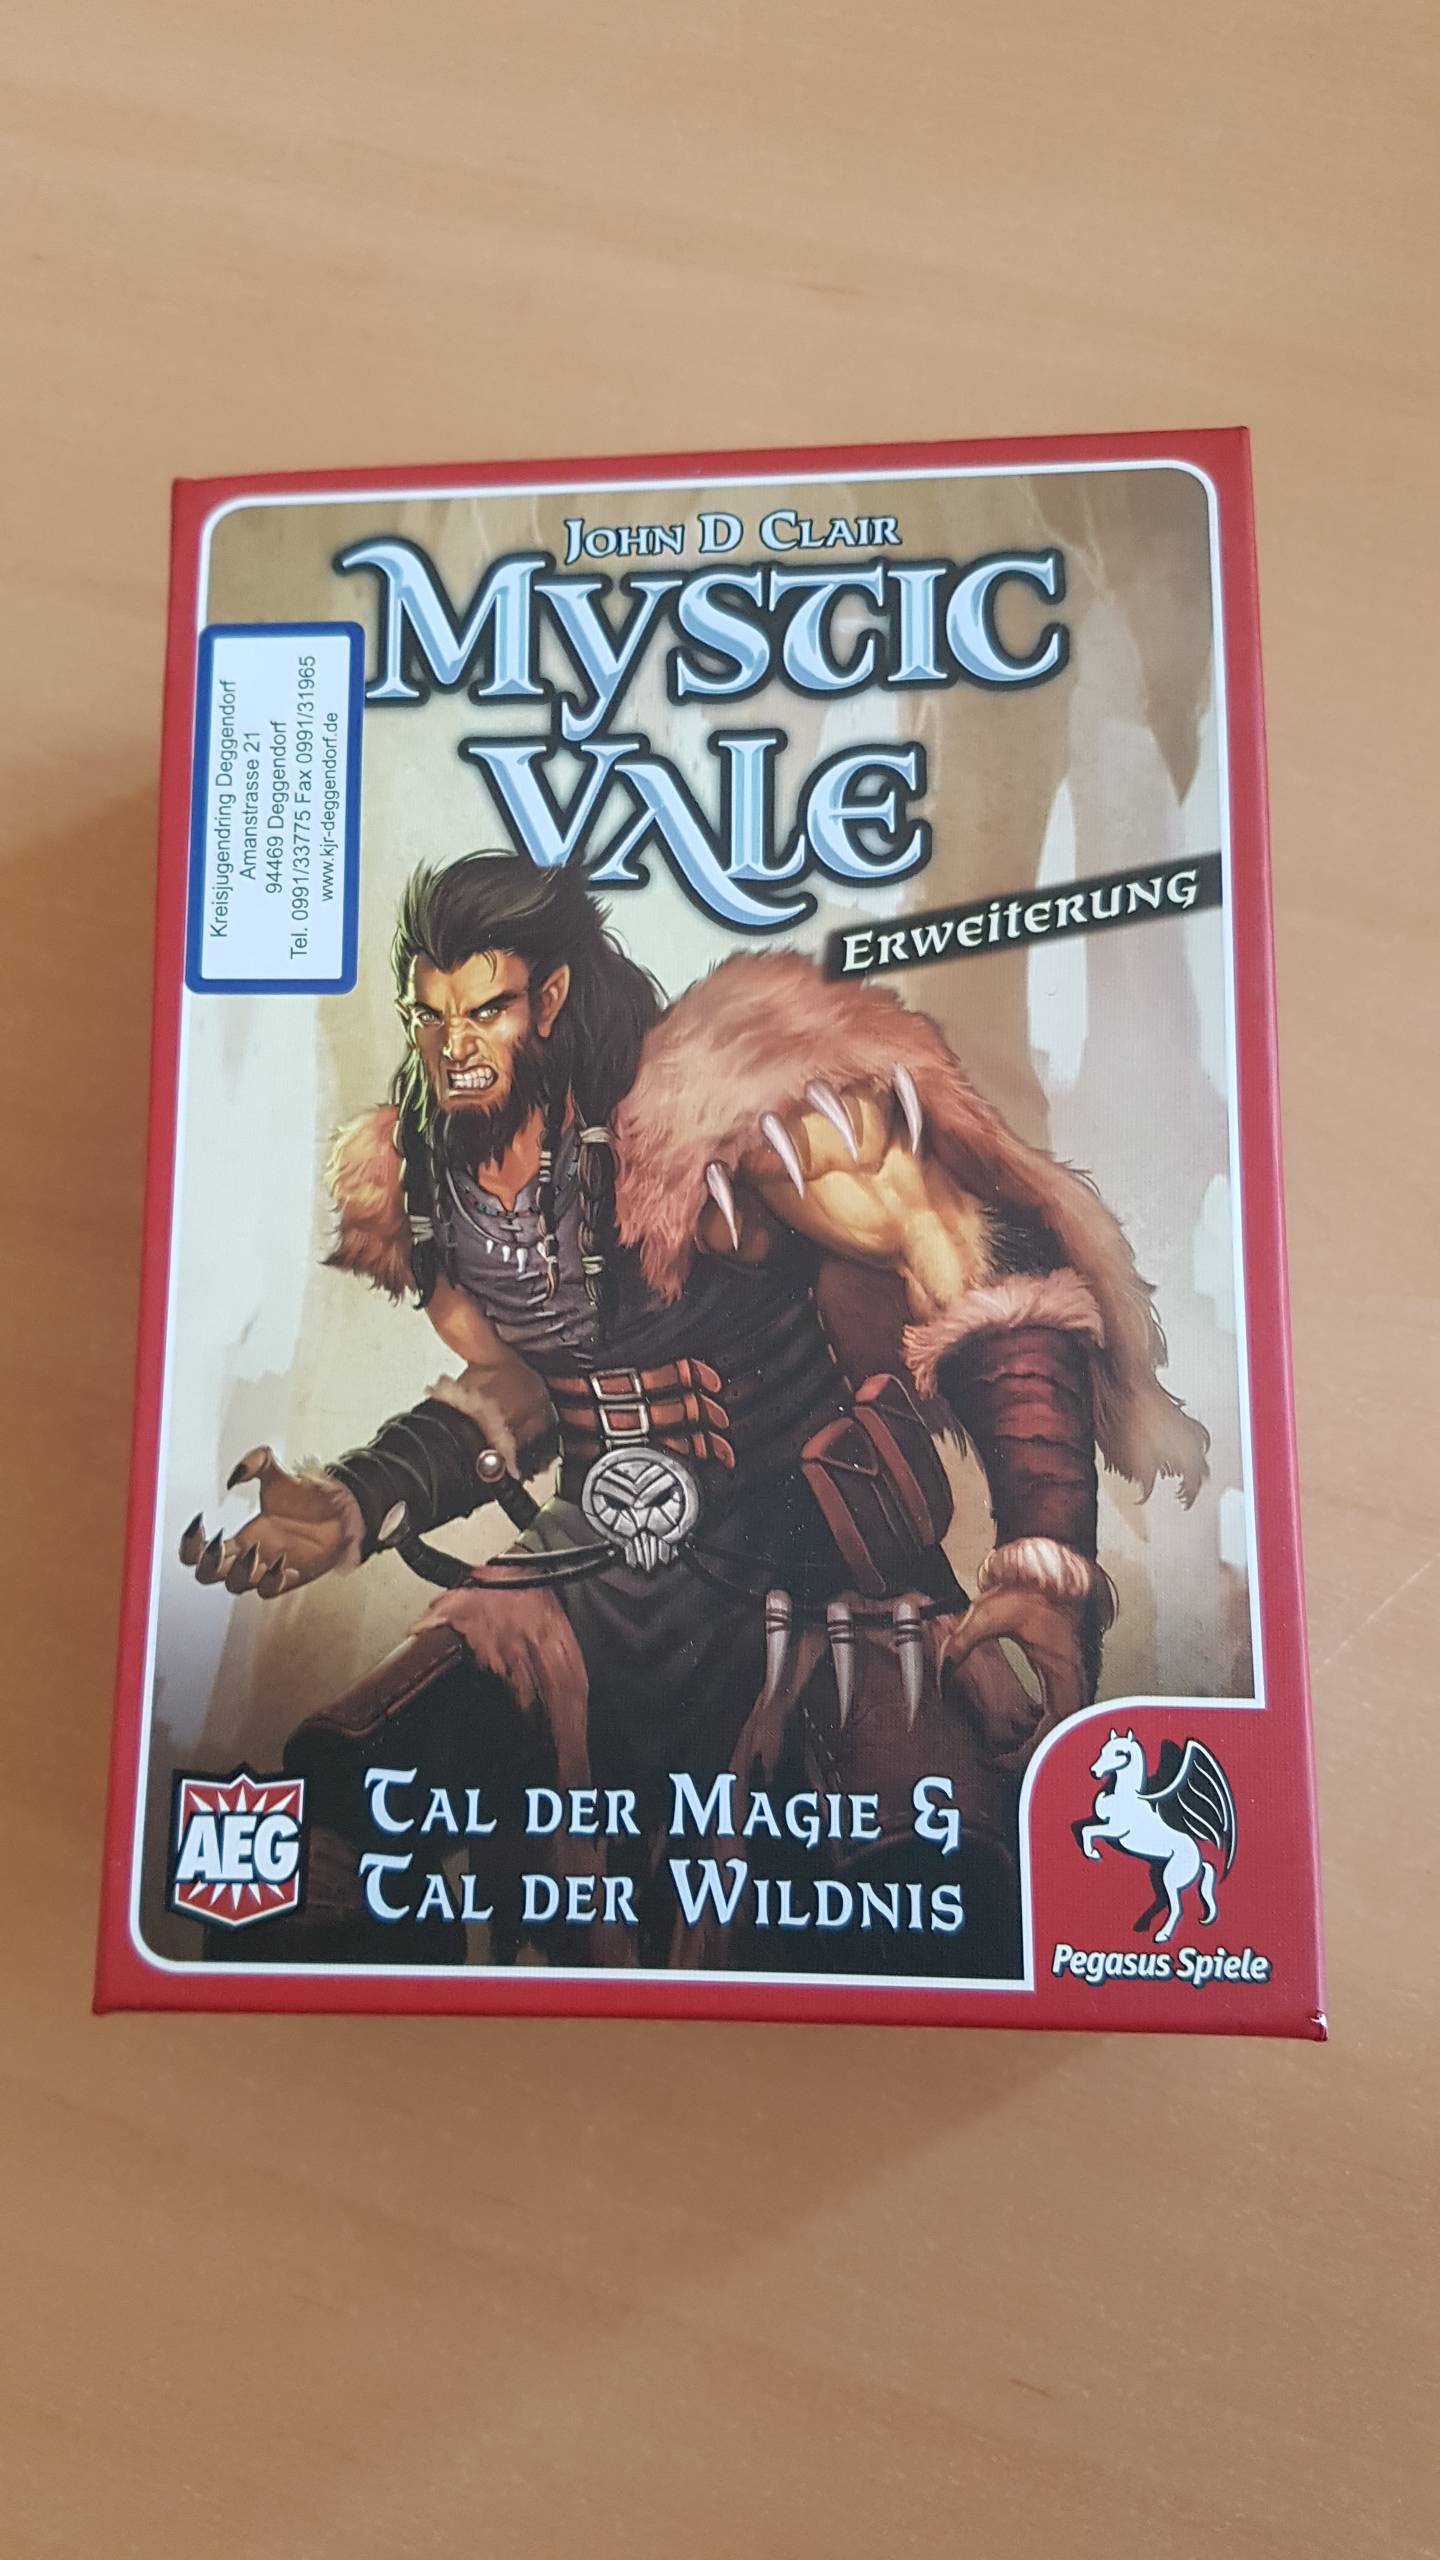 John D Clair
Mystic
Vale
Erweiterung
Kreisjugendring Deggendorf
Amanstrasse 21
94469 Deggendorf
Tel. 0991/33775 Fax 0991/31965
www.kjr-deggendorf.de
AEG
Tal der Magie &
Tal der Wildnis
Pegasus Spiele